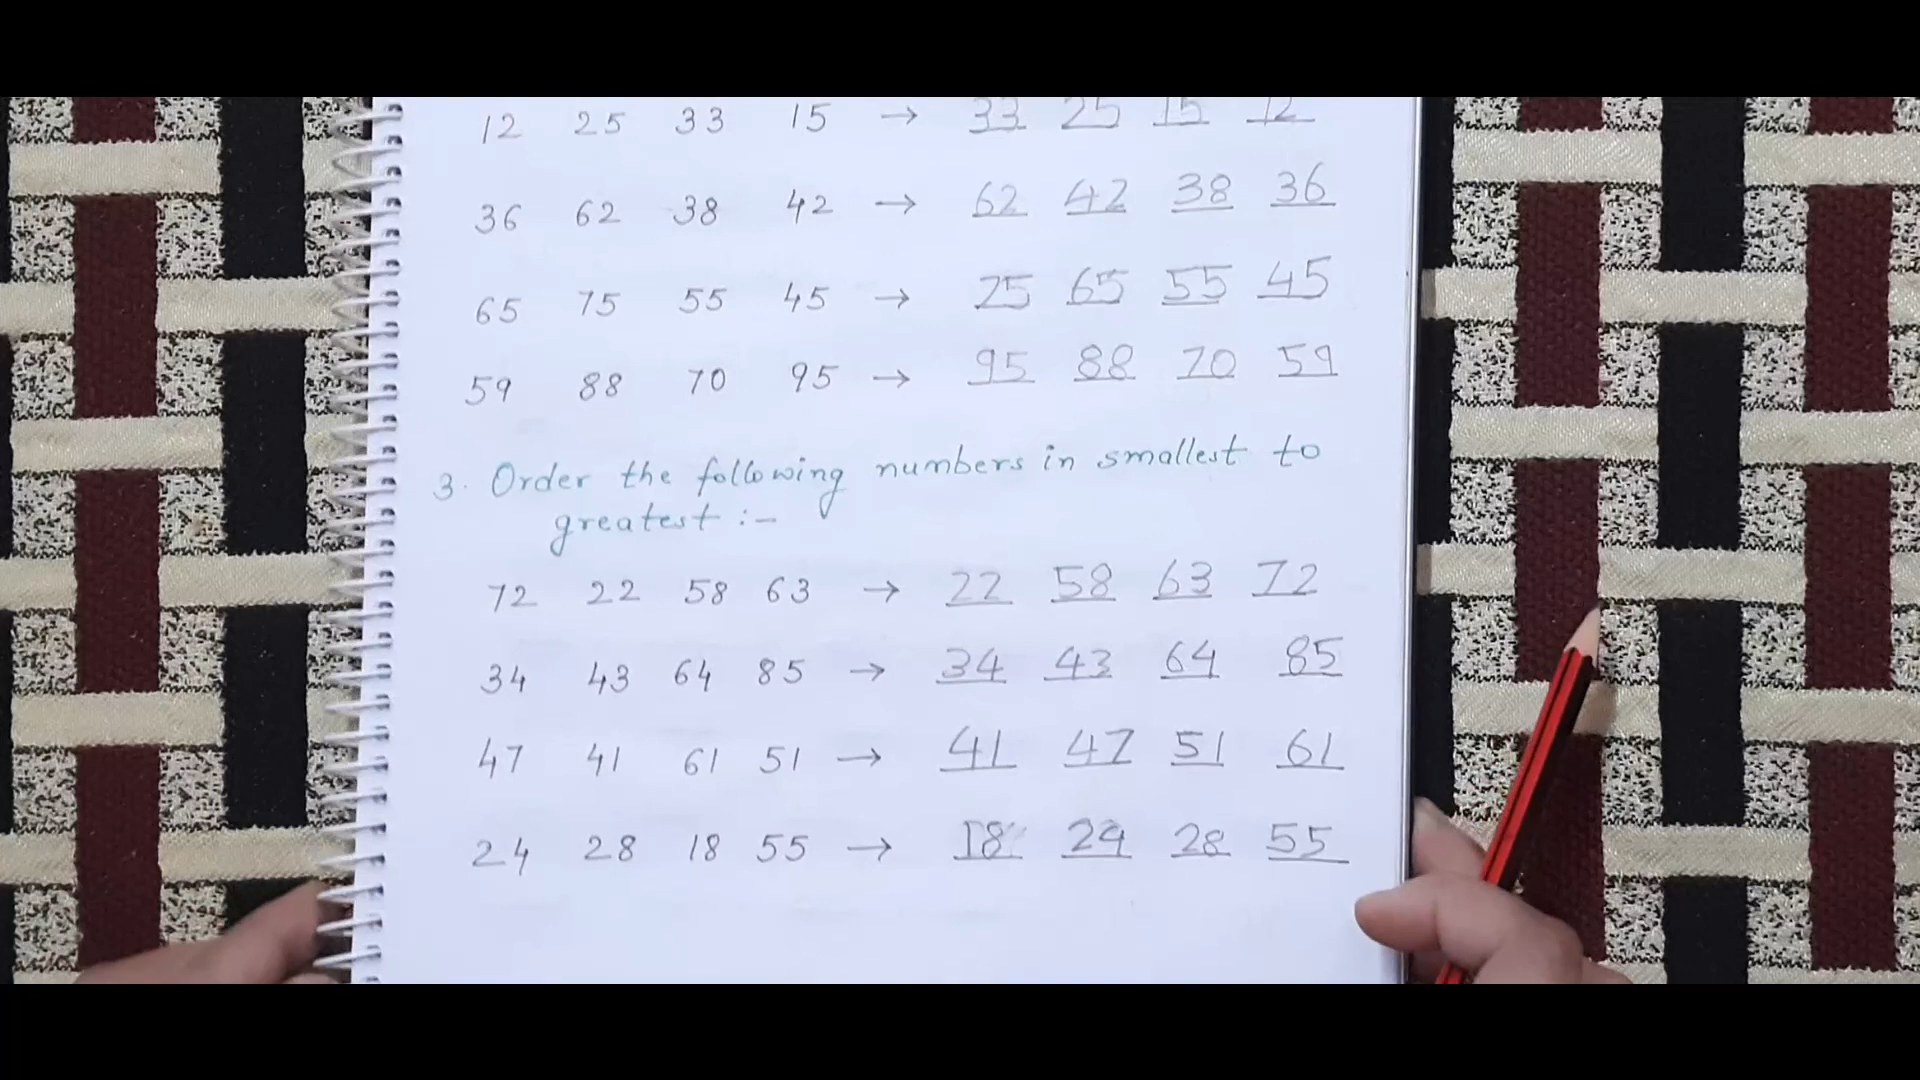 12 25 33 15 → 33 25 15 12
36 62 38 42 → 62 42 38 36
65 75 55 45 → 75 65 55 45
59 88 70 95 → 95 88 70 59
3. Order the following numbers in smallest to
greatest :-
72 22 58 63 → 22 58 63 72
34 43 64 85 → 34 43 64 85
47 41 61 51 → 41 47 51 61
24 28 18 55 → 18 24 28 55